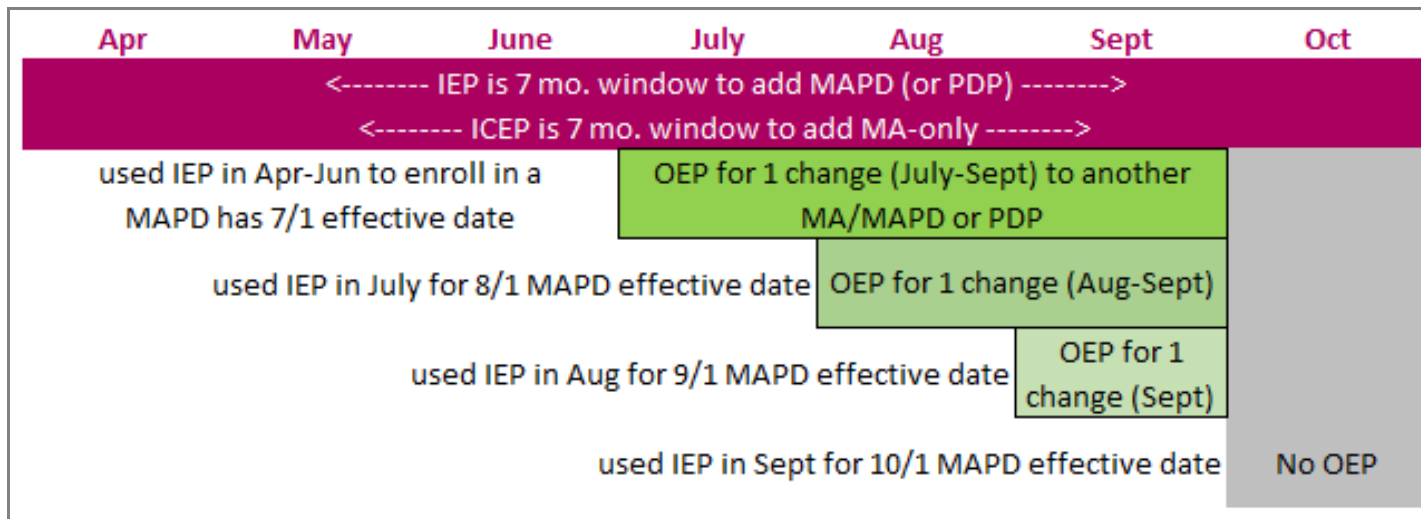 Apr May June July Aug Sept Oct
<-------- IEP is 7 mo. window to add MAPD (or PDP) -------->
<-------- ICEP is 7 mo. window to add MA-only -------->
used IEP in Apr-Jun to enroll in a
MAPD has 7/1 effective date
OEP for 1 change (July-Sept) to another
MA/MAPD or PDP
used IEP in July for 8/1 MAPD effective date
OEP for 1 change (Aug-Sept)
used IEP in Aug for 9/1 MAPD effective date
OEP for 1
change (Sept)
used IEP in Sept for 10/1 MAPD effective date
No OEP